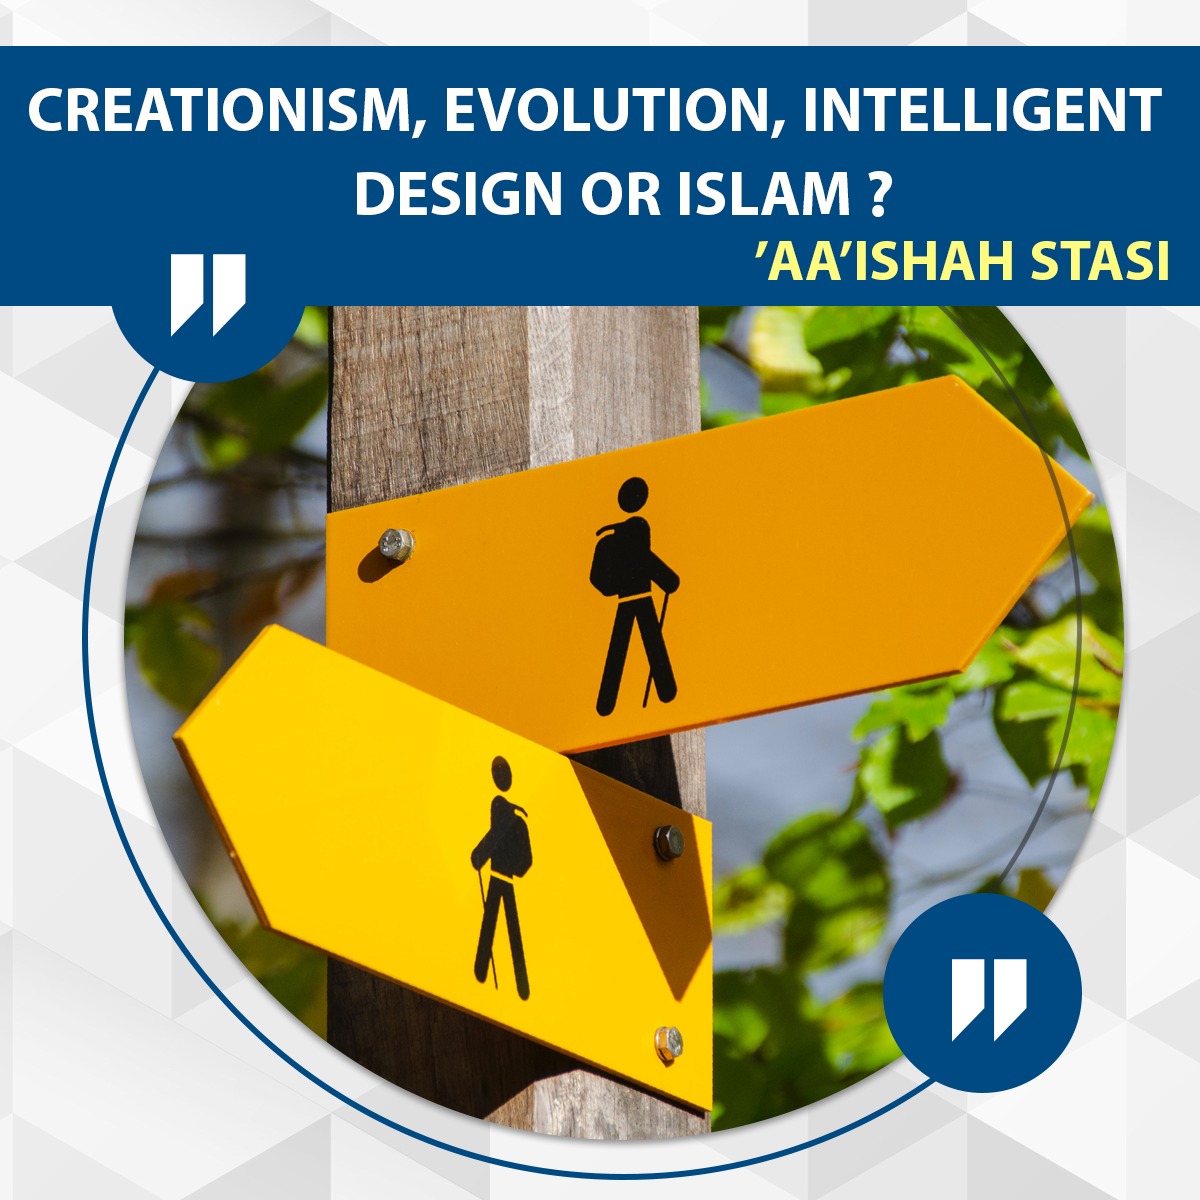 CREATIONISM, EVOLUTION, INTELLIGENT
DESIGN OR ISLAM ?
’AA’ISHAH STASI